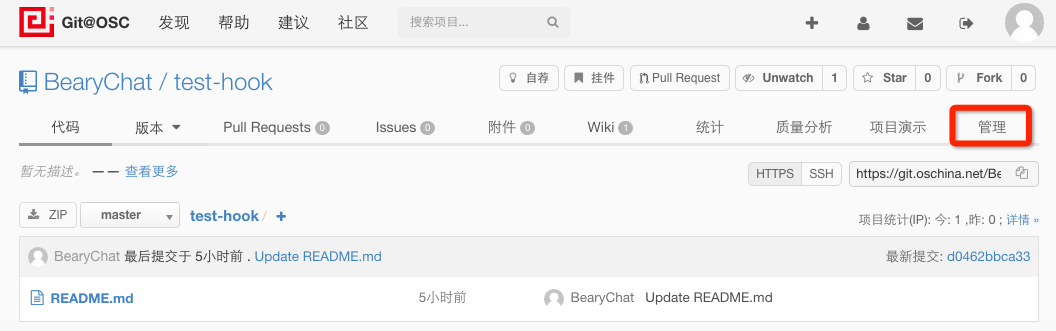 Git@OSC 发现 帮助 建议 社区 搜索项目...
BearyChat / test-hook 自荐 挂件 Pull Request Unwatch 1 Star 0 Fork 0
代码 版本 Pull Requests 0 Issues 0 附件 0 Wiki 1 统计 质量分析 项目演示 管理
暂无描述。 —— 查看更多 HTTPS SSH https://git.oschina.net/Be
ZIP master test-hook / + 项目统计(IP): 今: 1 ,昨: 0 ; 详情 »
BearyChat 最后提交于 5小时前 . Update README.md 最新提交: d0462bbca33
README.md 5小时前 BearyChat Update README.md